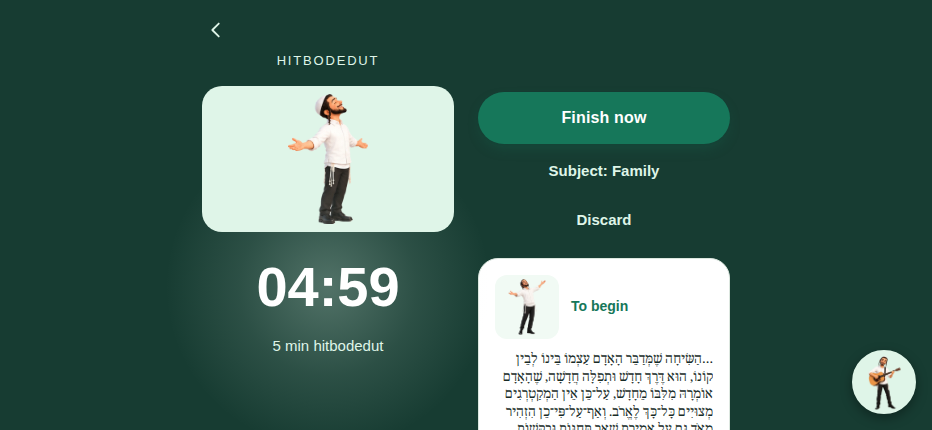 HITBODEDUT
04:59
5 min hitbodedut
Finish now
Subject: Family
Discard
To begin
...הַשִּׂיחָה שֶׁמְּדַבֵּר הָאָדָם עַצְמוֹ בֵּינוֹ לְבֵין
קוֹנוֹ, הוּא דֶּרֶךְ חָדָשׁ וּתְפִלָּה חֲדָשָׁה, שֶׁהָאָדָם
אוֹמְרָהּ מִלִּבּוֹ מֵחָדָשׁ, עַל־כֵּן אֵין הַמְקַטְרְגִים
מְצוּיִים כָּל־כָּךְ לֶאֱרֹב. וְאַף־עַל־פִּי־כֵן הִזְהִיר